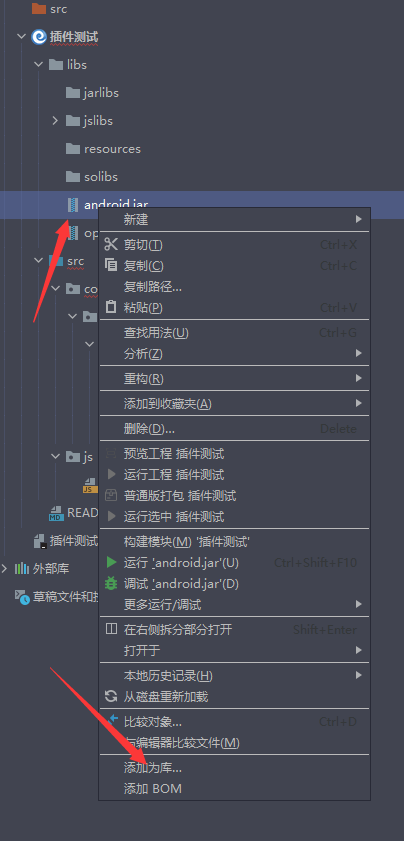 src
插件测试
libs
jarlibs
jslibs
resources
solibs
android.jar
op
src
co
js
READ
插件测试
外部库
草稿文件和
新建
剪切(T) Ctrl+X
复制(C) Ctrl+C
复制路径...
粘贴(P) Ctrl+V
查找用法(U) Ctrl+G
分析(Z)
重构(R)
添加到收藏夹(A)
删除(D)... Delete
预览工程 插件测试
运行工程 插件测试
普通版打包 插件测试
运行选中 插件测试
构建模块(M) '插件测试'
运行 'android.jar'(U) Ctrl+Shift+F10
调试 'android.jar'(D)
更多运行/调试
在右侧拆分部分打开 Shift+Enter
打开于
本地历史记录(H)
从磁盘重新加载
比较对象... Ctrl+D
与编辑器比较文件(M)
添加为库...
添加 BOM